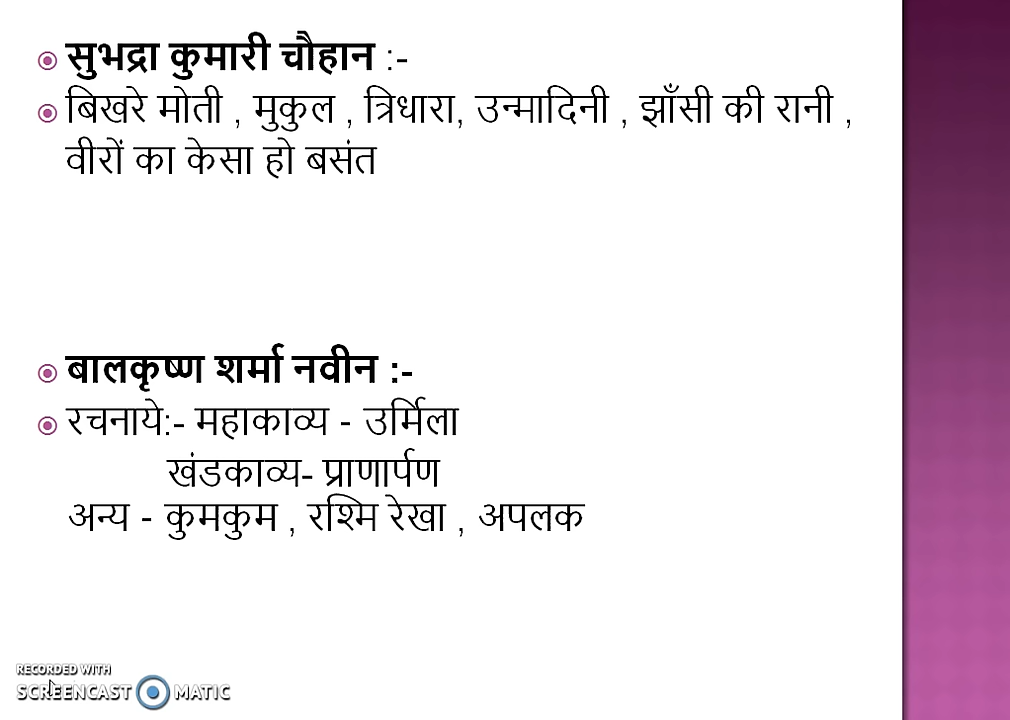 सुभद्रा कुमारी चौहान :-
बिखरे मोती , मुकुल , त्रिधारा, उन्मादिनी , झाँसी की रानी ,
वीरों का केसा हो बसंत
बालकृष्ण शर्मा नवीन :-
रचनाये:- महाकाव्य - उर्मिला
खंडकाव्य- प्राणार्पण
अन्य - कुमकुम , रश्मि रेखा , अपलक
RECORDED WITH
SCREENCAST MATIC